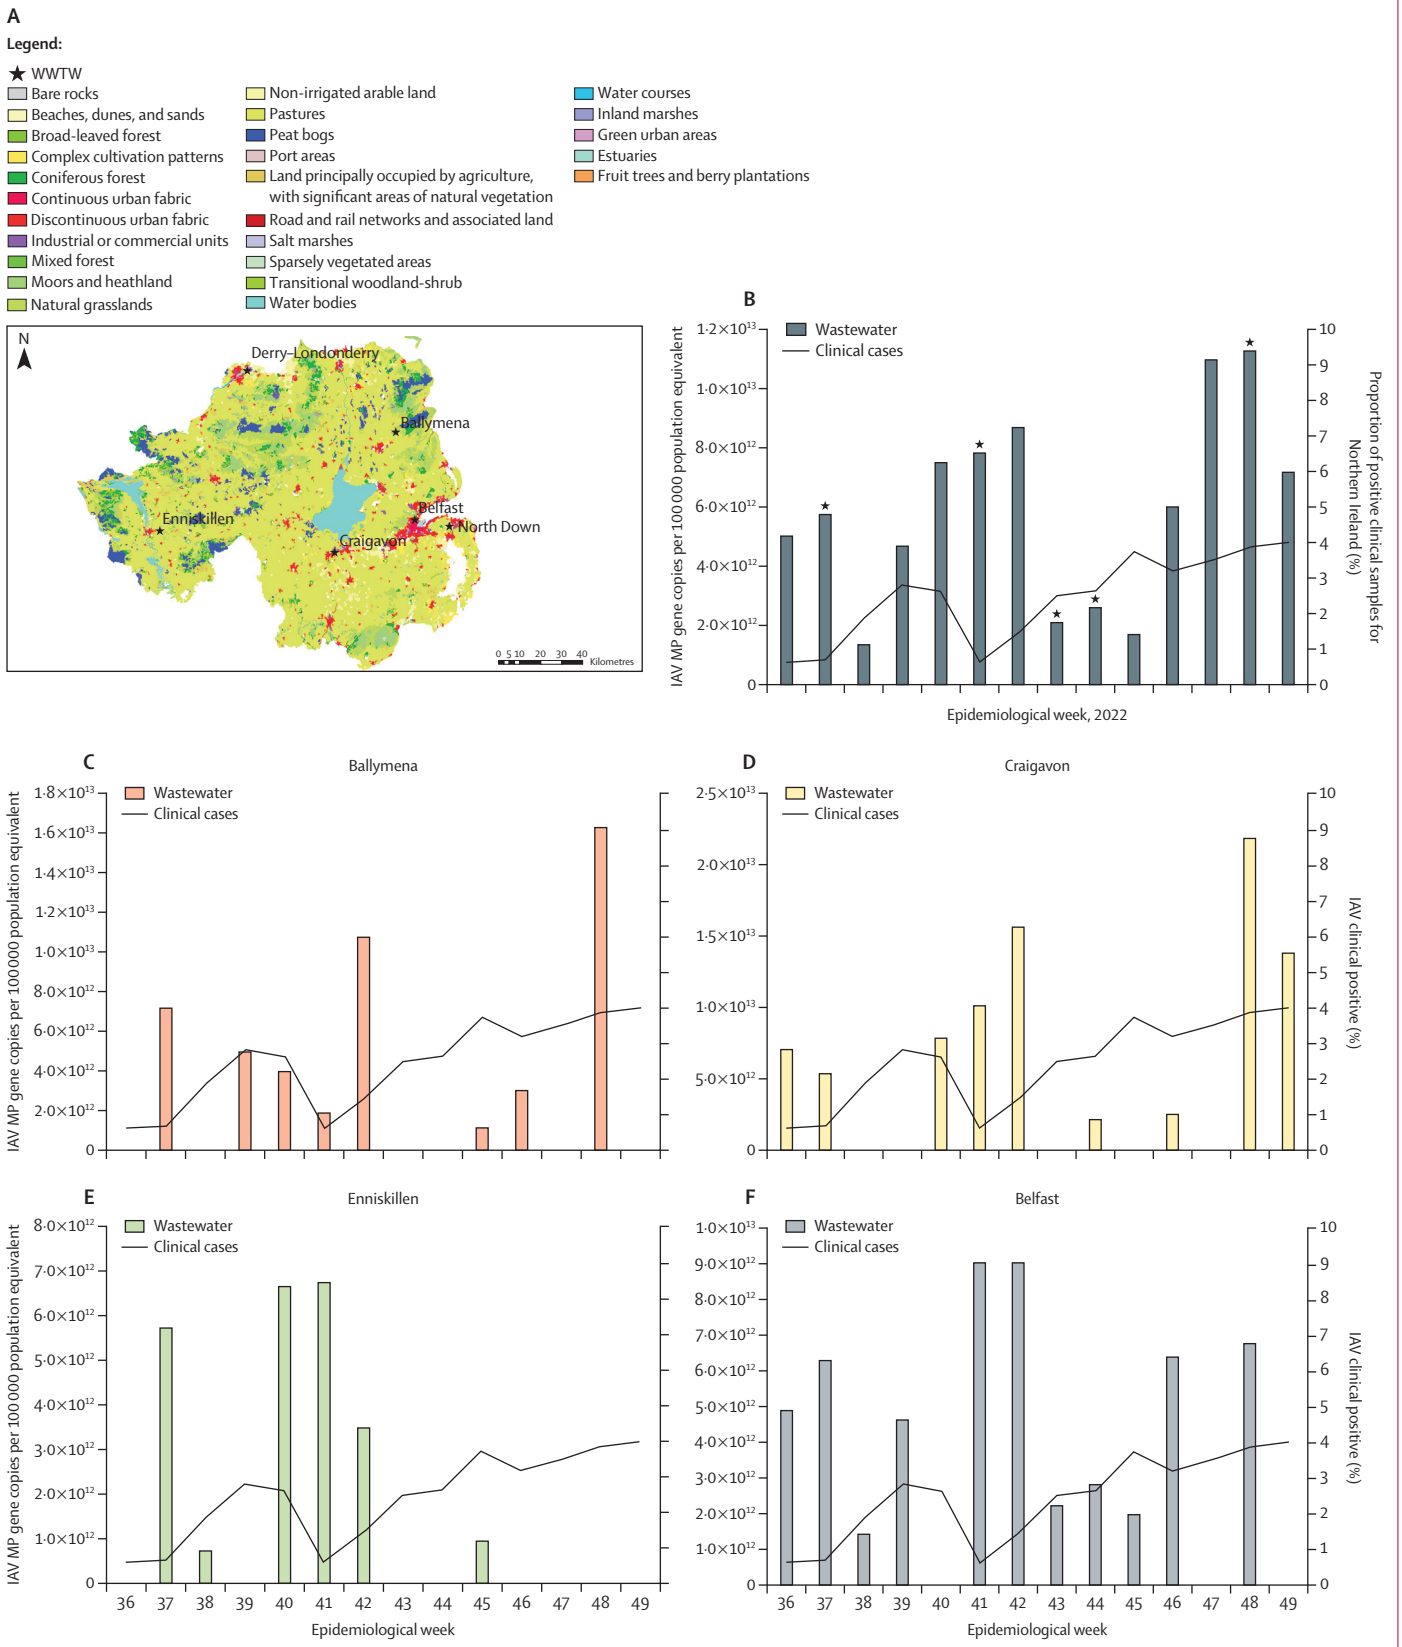 A
Legend:
★ WWTW
Bare rocks
Beaches, dunes, and sands
Broad-leaved forest
Complex cultivation patterns
Coniferous forest
Continuous urban fabric
Discontinuous urban fabric
Industrial or commercial units
Mixed forest
Moors and heathland
Natural grasslands
Non-irrigated arable land
Pastures
Peat bogs
Port areas
Land principally occupied by agriculture,
with significant areas of natural vegetation
Road and rail networks and associated land
Salt marshes
Sparsely vegetated areas
Transitional woodland-shrub
Water bodies
Water courses
Inland marshes
Green urban areas
Estuaries
Fruit trees and berry plantations
N
Derry–Londonderry
Ballymena
Enniskillen
Belfast
North Down
Craigavon
0 5 10 20 30 40
Kilometres
B
IAV MP gene copies per 100 000 population equivalent
1·2×10¹³
1·0×10¹³
8·0×10¹²
6·0×10¹²
4·0×10¹²
2·0×10¹²
0
Wastewater
Clinical cases
10
9
8
7
6
5
4
3
2
1
0
Proportion of positive clinical samples for
Northern Ireland (%)
Epidemiological week, 2022
C
Ballymena
IAV MP gene copies per 100 000 population equivalent
1·8×10¹³
1·6×10¹³
1·4×10¹³
1·2×10¹³
1·0×10¹³
8·0×10¹²
6·0×10¹²
4·0×10¹²
2·0×10¹²
0
Wastewater
Clinical cases
D
Craigavon
2·5×10¹³
2·0×10¹³
1·5×10¹³
1·0×10¹³
5·0×10¹²
0
Wastewater
Clinical cases
10
9
8
7
6
5
4
3
2
1
0
IAV clinical positive (%)
E
Enniskillen
IAV MP gene copies per 100 000 population equivalent
8·0×10¹²
7·0×10¹²
6·0×10¹²
5·0×10¹²
4·0×10¹²
3·0×10¹²
2·0×10¹²
1·0×10¹²
0
Wastewater
Clinical cases
36 37 38 39 40 41 42 43 44 45 46 47 48 49
Epidemiological week
F
Belfast
1·0×10¹³
9·0×10¹²
8·0×10¹²
7·0×10¹²
6·0×10¹²
5·0×10¹²
4·0×10¹²
3·0×10¹²
2·0×10¹²
1·0×10¹²
0
Wastewater
Clinical cases
10
9
8
7
6
5
4
3
2
1
0
IAV clinical positive (%)
36 37 38 39 40 41 42 43 44 45 46 47 48 49
Epidemiological week